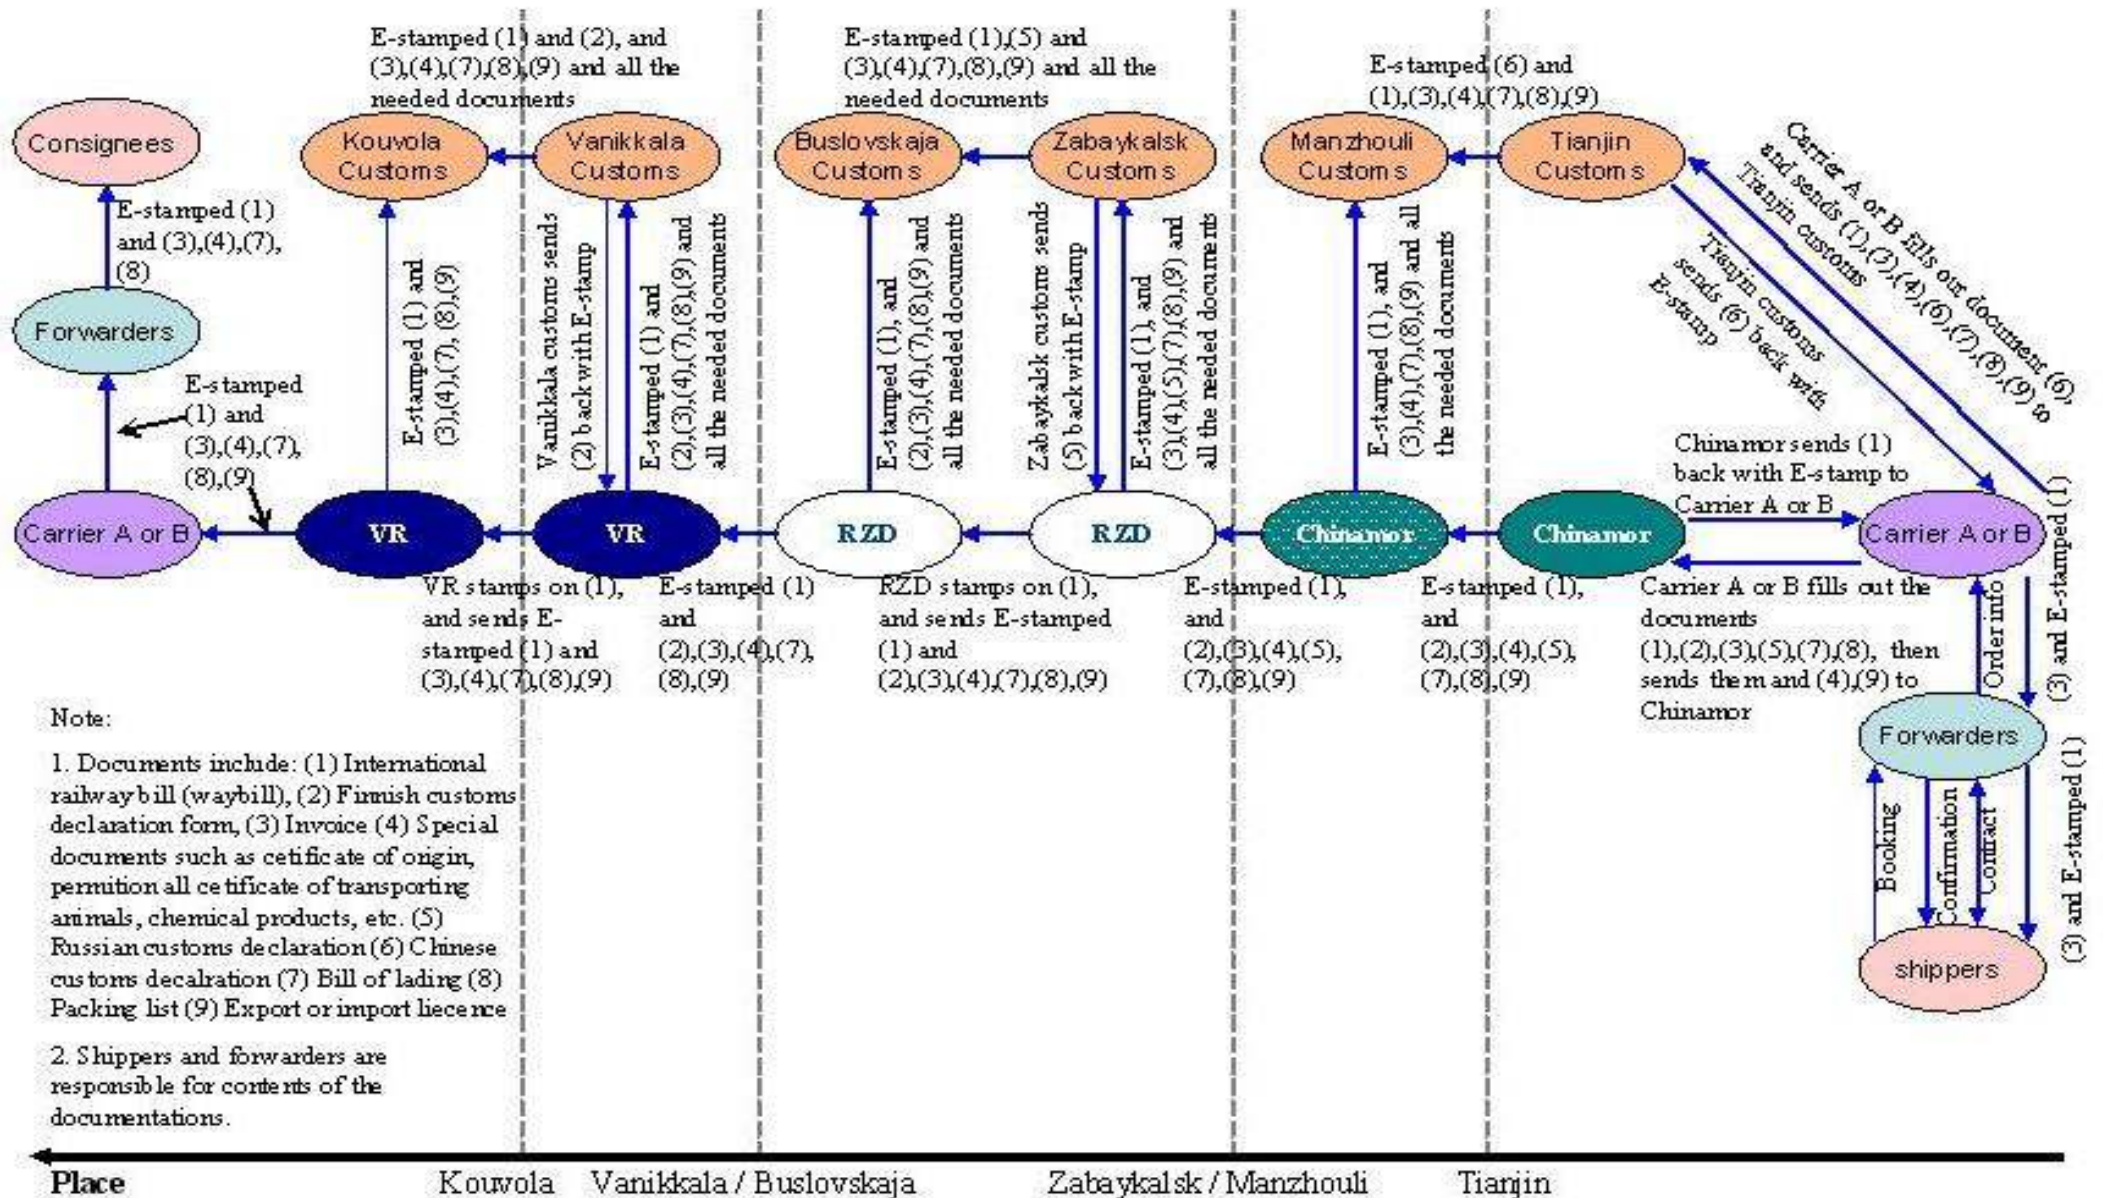 E-stamped (1) and (2), and
(3),(4),(7),(8),(9) and all the
needed documents
E-stamped (1),(5) and
(3),(4),(7),(8),(9) and all the
needed documents
E-stamped (6) and
(1),(3),(4),(7),(8),(9)
Consignees
Kouvola
Customs
Vanikkala
Customs
Buslovskaja
Customs
Zabaykalsk
Customs
Manzhouli
Customs
Tianjin
Customs
Carrier A or B fills out document (6),
and sends (1),(3),(4),(6),(7),(8),(9) to
Tranjin customs
Tianjin customs
sends (6) back with
E-stamp
E-stamped (1)
and (3),(4),(7),
(8)
Forwarders
E-stamped
(1) and
(3),(4),(7),
(8),(9)
E-stamped (1) and
(3),(4),(7), (8),(9)
Vanikkala customs sends
(2) back with E-stamp
E-stamped (1) and
(2),(3),(4),(7),(8),(9) and
all the needed documents
E-stamped (1), and
(2),(3),(4),(7),(8),(9) and
all the needed documents
Zabaykalsk customs sends
(5) back with E-stamp
E-stamped (1), and
(3),(4),(5),(7),(8),(9) and
all the needed documents
E-stamped (1), and
(3),(4),(7),(8),(9) and all
the needed documents
Chinamor sends (1)
back with E-stamp to
Carrier A or B
Carrier A or B
VR
VR
RZD
RZD
Chinamor
Chinamor
Carrier A or B
VR stamps on (1),
and sends E-
stamped (1) and
(3),(4),(7),(8),(9)
E-stamped (1)
and
(2),(3),(4),(7),
(8),(9)
RZD stamps on (1),
and sends E-stamped
(1) and
(2),(3),(4),(7),(8),(9)
E-stamped (1),
and
(2),(3),(4),(5),
(7),(8),(9)
E-stamped (1),
and
(2),(3),(4),(5),
(7),(8),(9)
Carrier A or B fills out the
documents
(1),(2),(3),(5),(7),(8), then
sends them and (4),(9) to
Chinamor
Order info
(3) and E-stamped (1)
Forwarders
Booking
Confirmation
Contract
(3) and E-stamped (1)
shippers
Note:
1. Documents include: (1) International
railway bill (waybill), (2) Finnish customs
declaration form, (3) Invoice (4) Special
documents such as cetificate of origin,
permition all cetificate of transporting
animals, chemical products, etc. (5)
Russian customs declaration (6) Chinese
customs decalration (7) Bill of lading (8)
Packing list (9) Export or import liecence
2. Shippers and forwarders are
responsible for contents of the
documentations.
Place
Kouvola
Vanikkala / Buslovskaja
Zabaykalsk / Manzhouli
Tianjin